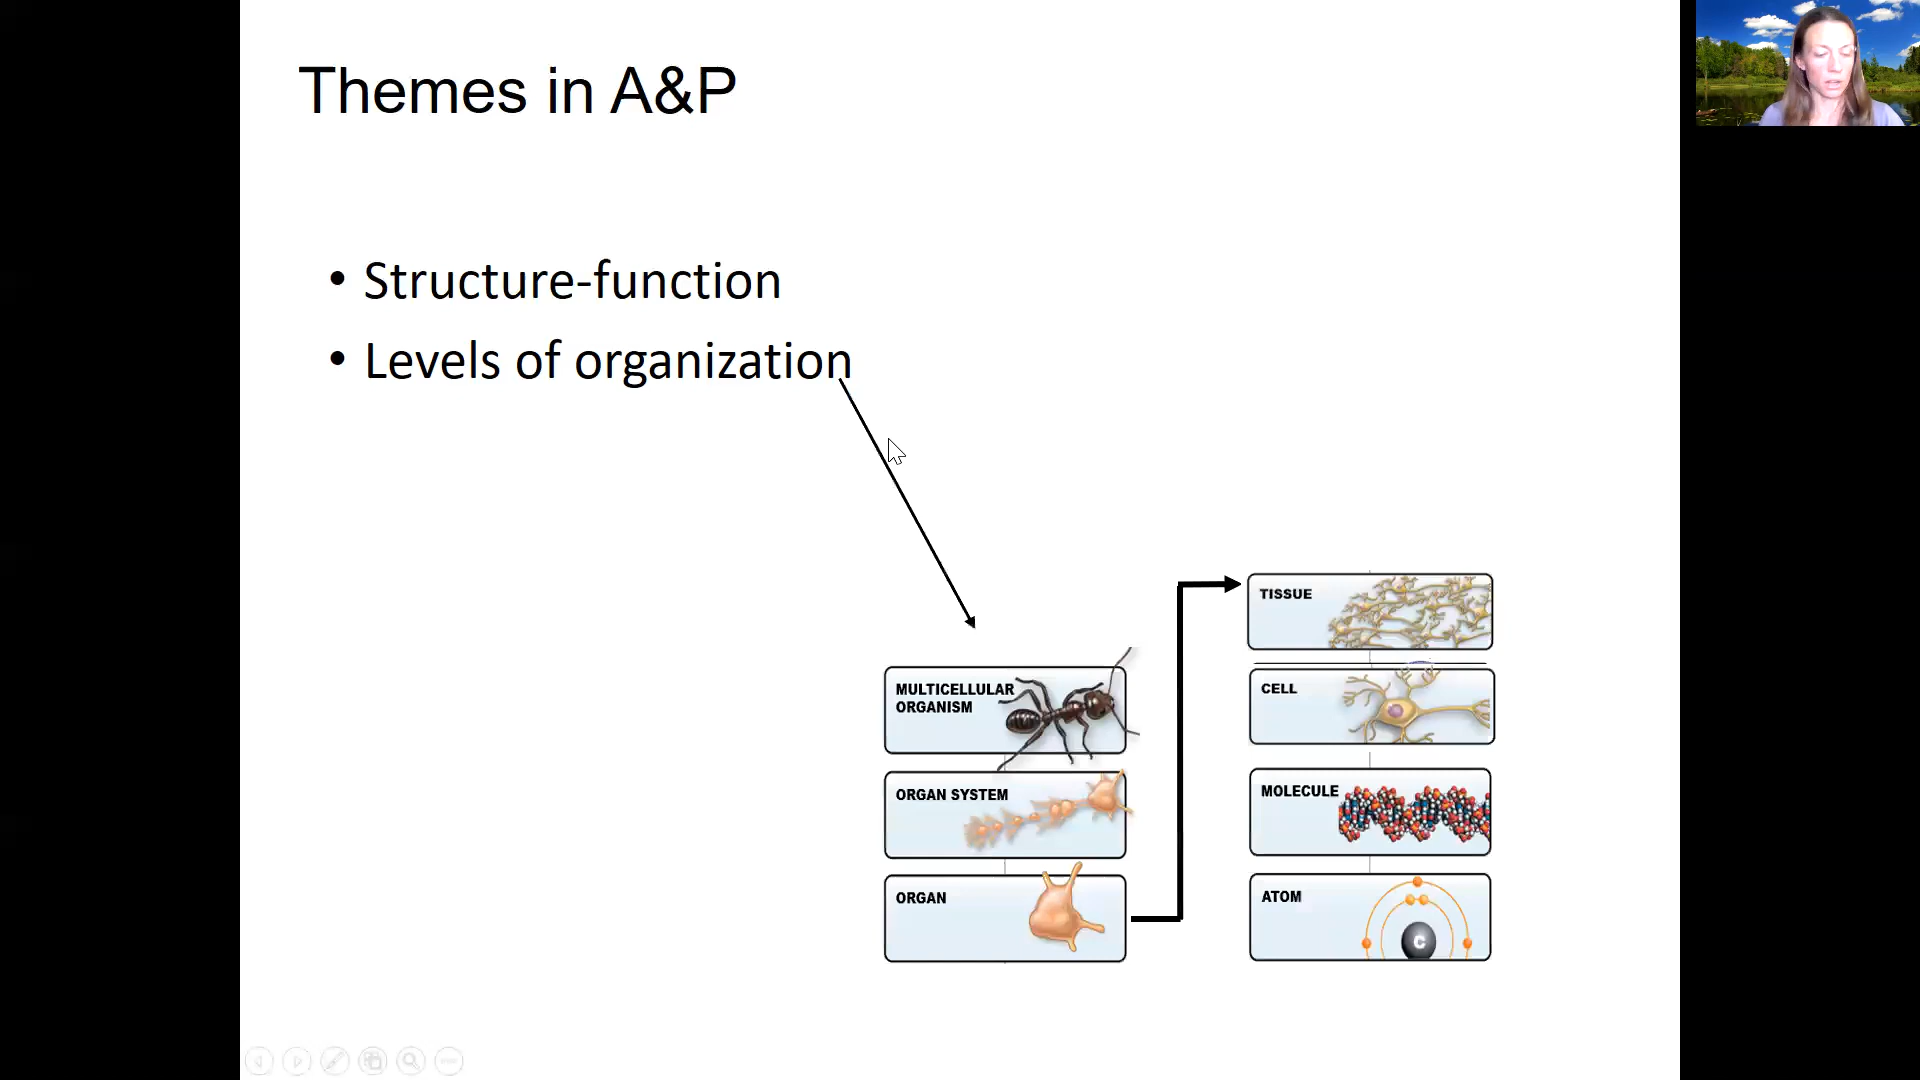 Themes in A&P
• Structure-function
• Levels of organization
MULTICELLULAR
ORGANISM
ORGAN SYSTEM
ORGAN
TISSUE
CELL
MOLECULE
ATOM
C